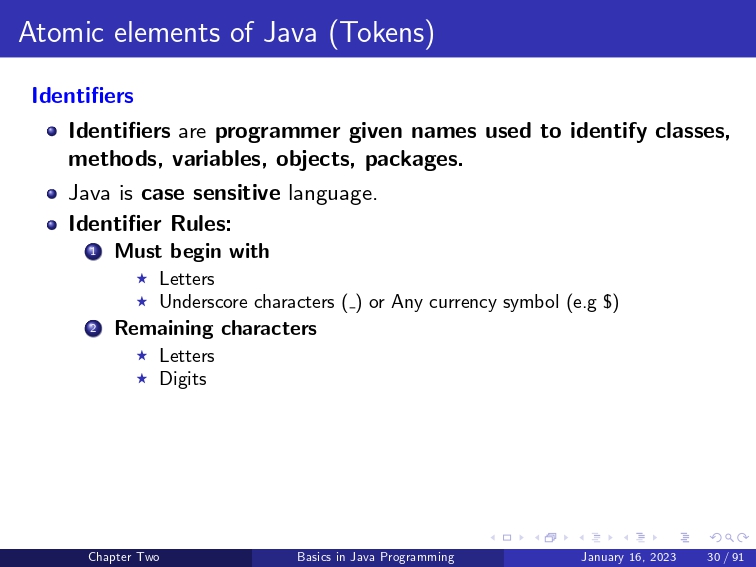 Atomic elements of Java (Tokens)
Identifiers
Identifiers are programmer given names used to identify classes,
methods, variables, objects, packages.
Java is case sensitive language.
Identifier Rules:
1 Must begin with
Letters
Underscore characters (_) or Any currency symbol (e.g $)
2 Remaining characters
Letters
Digits
Chapter Two Basics in Java Programming January 16, 2023 30 / 91